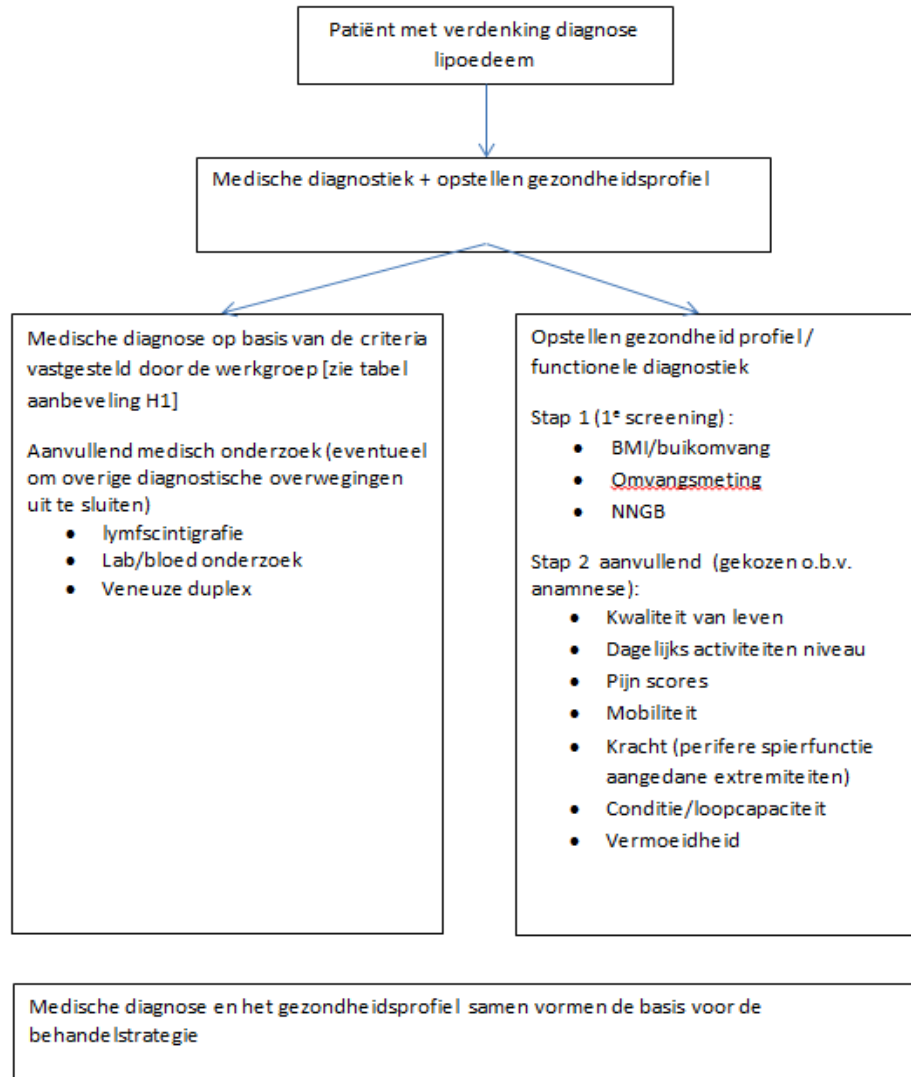 Patiënt met verdenking diagnose
lipoedeem
Medische diagnostiek + opstellen gezondheidsprofiel
Medische diagnose op basis van de criteria
vastgesteld door de werkgroep [zie tabel
aanbeveling H1]
Aanvullend medisch onderzoek (eventueel
om overige diagnostische overwegingen
uit te sluiten)
• lymfscintigrafie
• Lab/bloed onderzoek
• Veneuze duplex
Opstellen gezondheid profiel/
functionele diagnostiek
Stap 1 (1e screening) :
• BMI/buikomvang
• Omvangsmeting
• NNGB
Stap 2 aanvullend (gekozen o.b.v.
anamnese):
• Kwaliteit van leven
• Dagelijks activiteiten niveau
• Pijn scores
• Mobiliteit
• Kracht (perifere spierfunctie
aangedane extremiteiten)
• Conditie/loopcapaciteit
• Vermoeidheid
Medische diagnose en het gezondheidsprofiel samen vormen de basis voor de
behandelstrategie